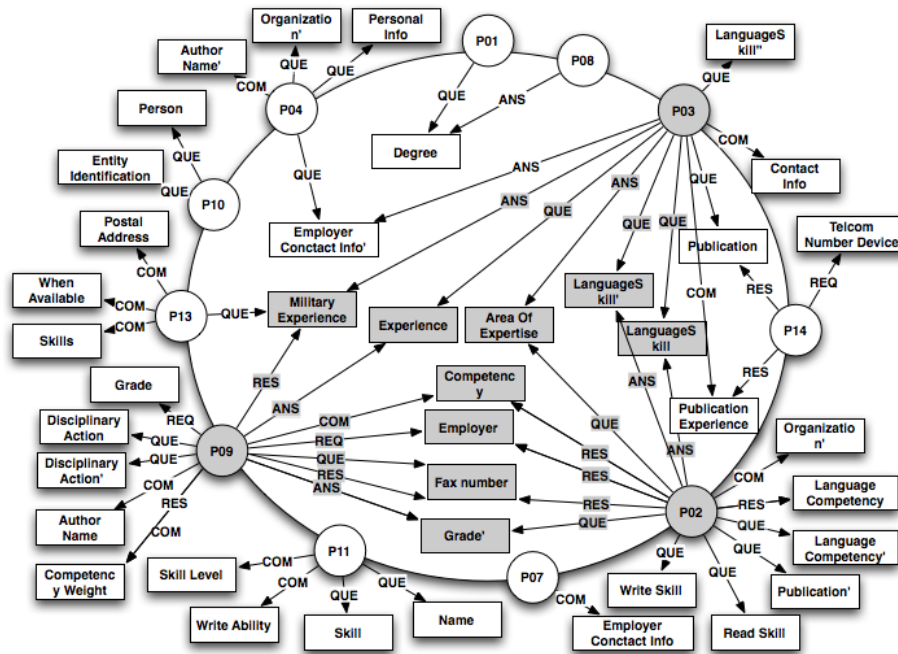 Organization'
Personal
Info
P01
LanguageS
kill"
Author
Name'
QUE
QUE
P08
QUE
COM
P04
QUE
ANS
P03
Person
COM
QUE
QUE
Degree
ANS
QUE
Contact
Info
Entity
Identification
QUE
P10
ANS
ANS
QUE
QUE
QUE
Postal
Address
Employer
Conctact Info'
Publication
Telcom
Number Device
COM
When
Available
COM
P13
QUE
Military
Experience
Experience
Area Of
Expertise
LanguageS
kill'
COM
RES
REQ
Skills
COM
LanguageS
kill
P14
Grade
RES
ANS
Competenc
y
ANS
RES
REQ
COM
Publication
Experience
Disciplinary
Action
QUE
P09
REQ
Employer
QUE
RES
ANS
Organization'
Disciplinary
Action'
QUE
QUE
RES
RES
COM
COM
RES
ANS
Fax number
RES
P02
RES
Language
Competency
Author
Name
COM
Grade'
QUE
QUE
Language
Competency'
Competenc
y Weight
Skill Level
COM
P11
QUE
QUE
QUE
Publication'
COM
QUE
QUE
P07
Write Skill
Write Ability
Skill
Name
COM
Employer
Conctact Info
Read Skill